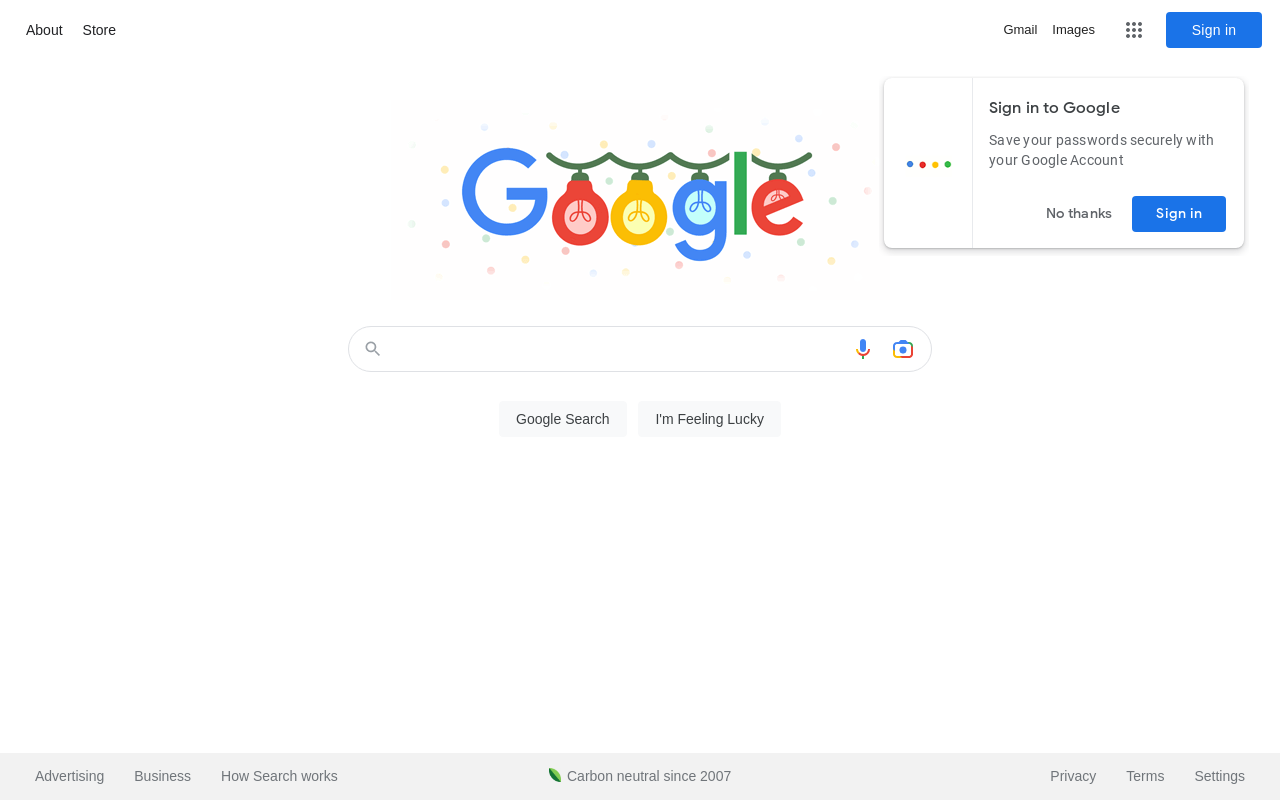 About Store
Gmail Images Sign in
Google
Sign in to Google
Save your passwords securely with
your Google Account
No thanks Sign in
Google Search I'm Feeling Lucky
Advertising Business How Search works
Carbon neutral since 2007
Privacy Terms Settings